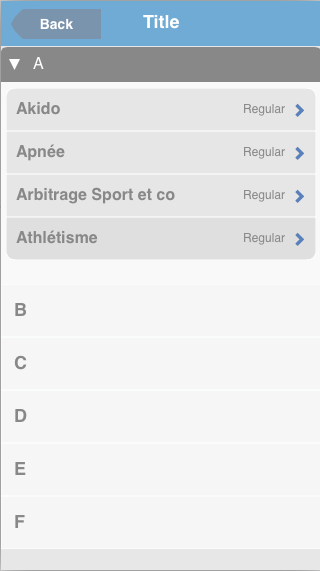 Back
Title
▼ A
Akido Regular
Apnée Regular
Arbitrage Sport et co Regular
Athlétisme Regular
B
C
D
E
F